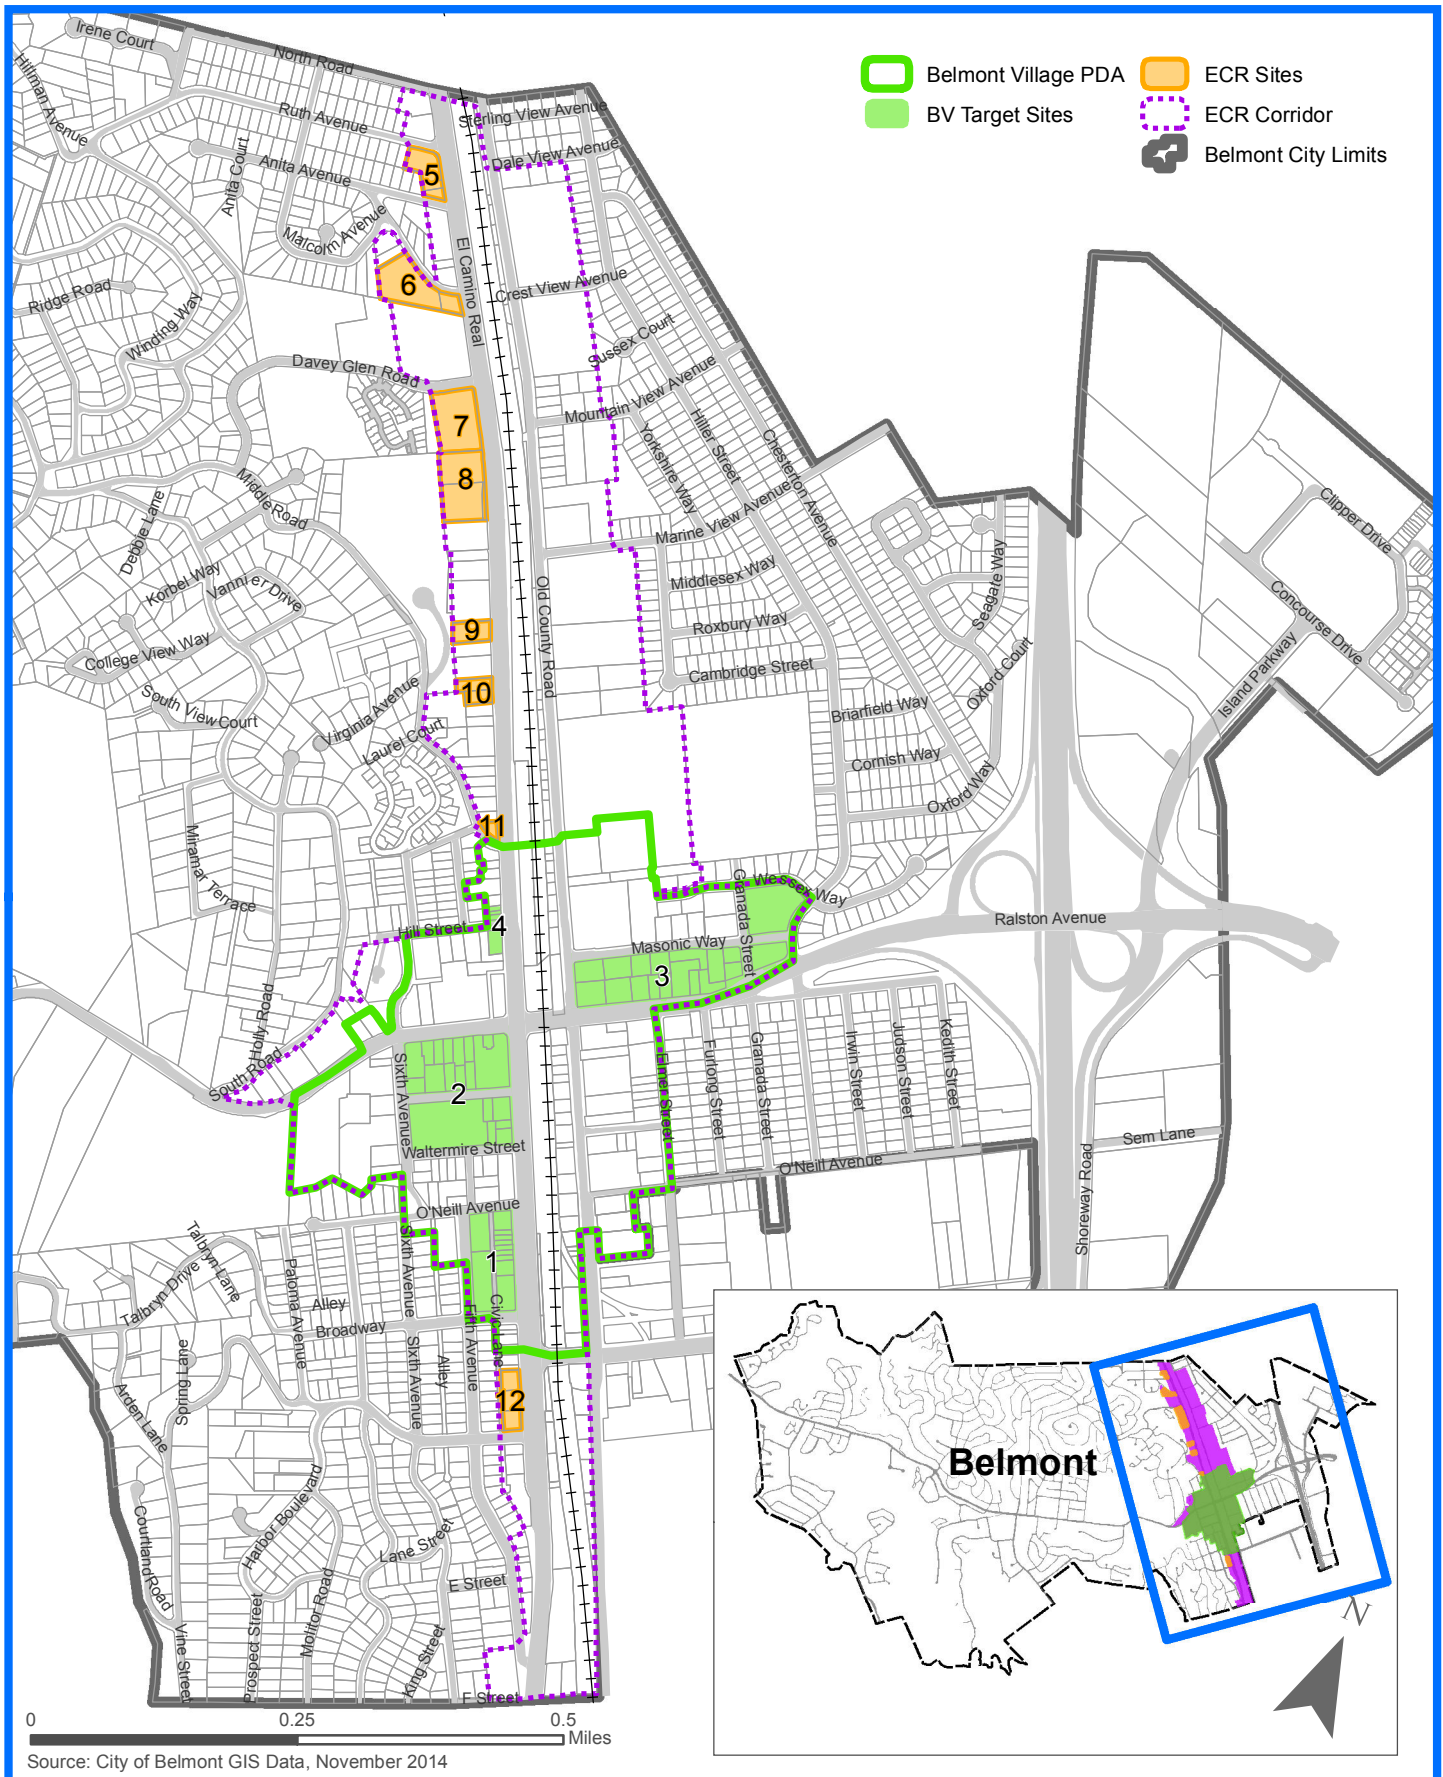 Belmont Village PDA
BV Target Sites
ECR Sites
ECR Corridor
Belmont City Limits
Irene Court
North Road
Hillman Avenue
Ruth Avenue
Sterling View Avenue
Anita Avenue
Anita Court
Dale View Avenue
5
Malcolm Avenue
El Camino Real
6
Crest View Avenue
Ridge Road
Winding Way
Sussex Court
Davey Glen Road
Mountain View Avenue
7
Hiller Street
Chesterton Avenue
Yorkshire Way
8
Middle Road
Debbie Lane
Marine View Avenue
Clipper Drive
Korbel Way
Vannier Drive
Middlesex Way
Seagate Way
Concourse Drive
Old County Road
9
Roxbury Way
College View Way
Cambridge Street
Oxford Court
Island Parkway
10
South View Court
Virginia Avenue
Briarfield Way
Laurel Court
Cornish Way
Oxford Way
11
Miramar Terrace
Wessex Way
Granada Street
4
Hill Street
Ralston Avenue
Masonic Way
3
Holly Road
South Road
Sixth Avenue
2
Elmer Street
Furlong Street
Granada Street
Irwin Street
Judson Street
Kedith Street
Waltermire Street
Sem Lane
O'Neill Avenue
Shoreway Road
O'Neill Avenue
Talbryn Lane
Talbryn Drive
Sixth Avenue
1
Paloma Avenue
Alley
Broadway
Civic Lane
Fifth Avenue
Sixth Avenue
Alley
Spring Lane
Arden Lane
12
Belmont
Harbor Boulevard
Courtland Road
Lane Street
E Street
Molitor Road
Prospect Street
Vine Street
King Street
F Street
N
0
0.25
0.5
Miles
Source: City of Belmont GIS Data, November 2014